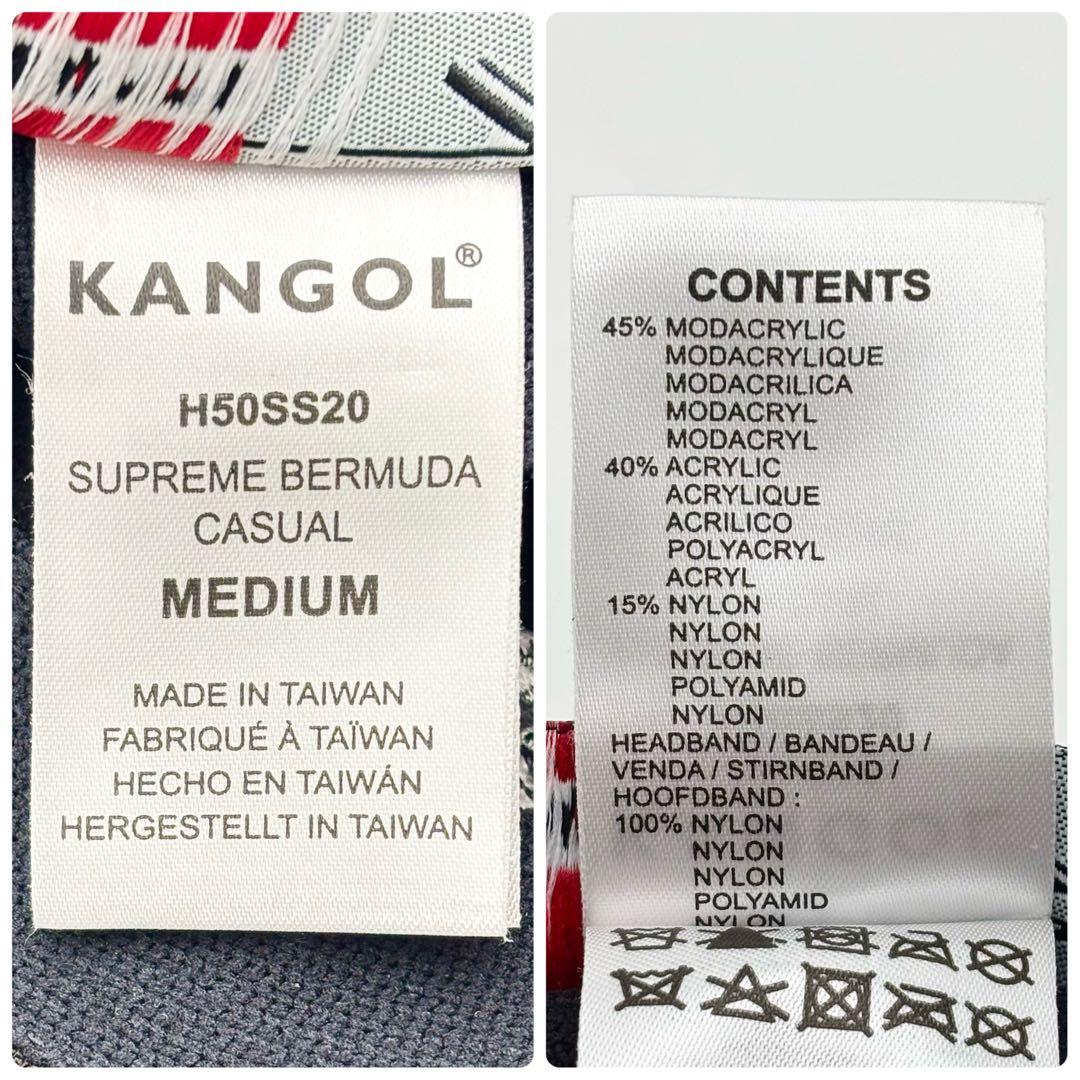 KANGOL®
H50SS20
SUPREME BERMUDA
CASUAL
MEDIUM
MADE IN TAIWAN
FABRIQUÉ À TAÏWAN
HECHO EN TAIWÁN
HERGESTELLT IN TAIWAN
CONTENTS
45% MODACRYLIC
MODACRYLIQUE
MODACRILICA
MODACRYL
MODACRYL
40% ACRYLIC
ACRYLIQUE
ACRILICO
POLYACRYL
ACRYL
15% NYLON
NYLON
NYLON
POLYAMID
NYLON
HEADBAND / BANDEAU /
VENDA / STIRNBAND /
HOOFDBAND :
100% NYLON
NYLON
NYLON
POLYAMID
NYLON